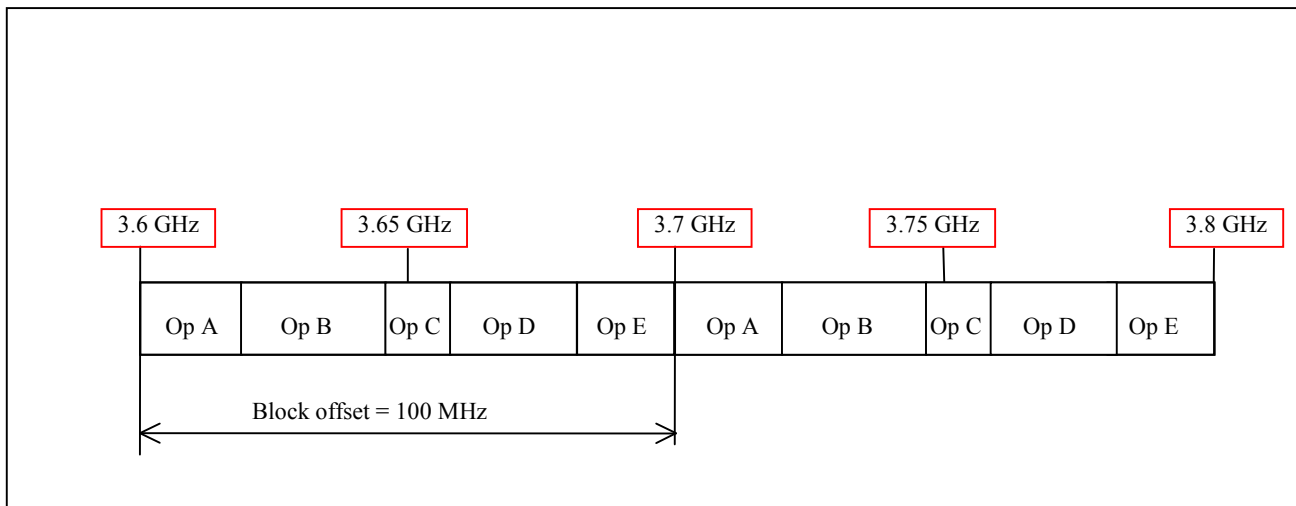 3.6 GHz 3.65 GHz 3.7 GHz 3.75 GHz 3.8 GHz
Op A Op B Op C Op D Op E Op A Op B Op C Op D Op E
Block offset = 100 MHz